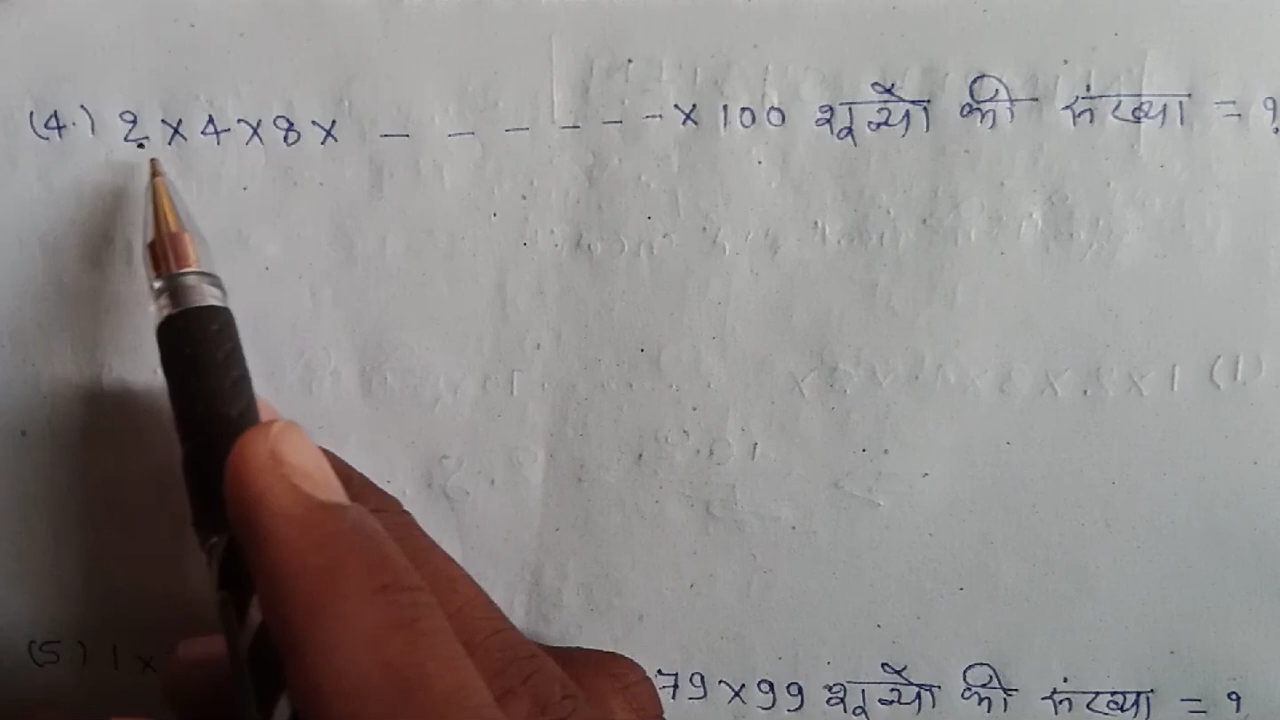 (4.) 2 × 4 × 8 × - - - - - - × 100 शून्यों की संख्या = ?
(5) 1 × 79 × 99 शून्यों की संख्या = ?